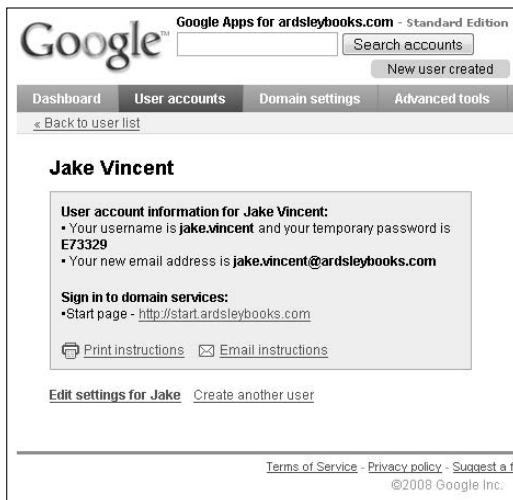 Google™
Google Apps for ardsleybooks.com - Standard Edition
Search accounts
New user created
Dashboard User accounts Domain settings Advanced tools
« Back to user list
Jake Vincent
User account information for Jake Vincent:
▪ Your username is jake.vincent and your temporary password is
E73329
▪ Your new email address is jake.vincent@ardsleybooks.com
Sign in to domain services:
▪Start page - http://start.ardsleybooks.com
Print instructions Email instructions
Edit settings for Jake Create another user
Terms of Service - Privacy policy - Suggest a f
©2008 Google Inc.